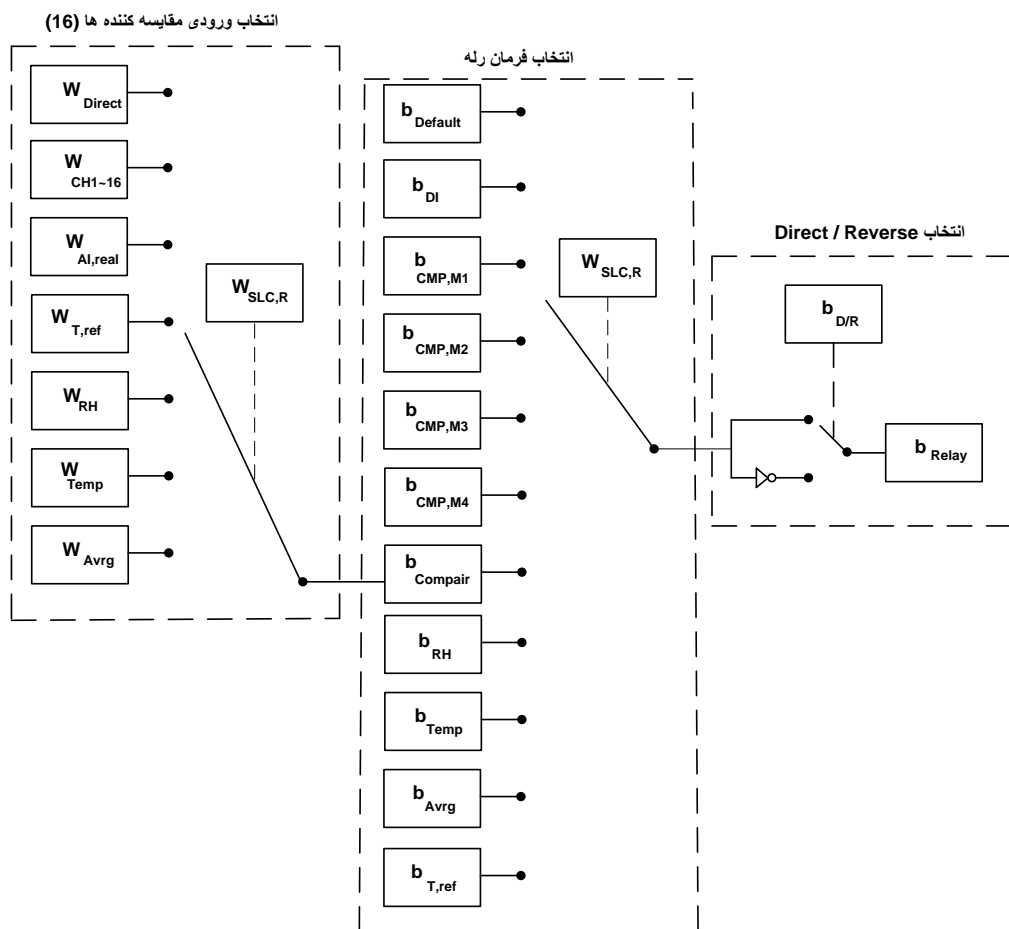 انتخاب ورودی مقایسه کننده ها (16)
W Direct
W CH1~16
W AI,real
W T,ref
W RH
W Temp
W Avrg
W SLC,R
انتخاب فرمان رله
b Default
b DI
b CMP,M1
b CMP,M2
b CMP,M3
b CMP,M4
b Compair
b RH
b Temp
b Avrg
b T,ref
W SLC,R
انتخاب Direct / Reverse
b D/R
b Relay